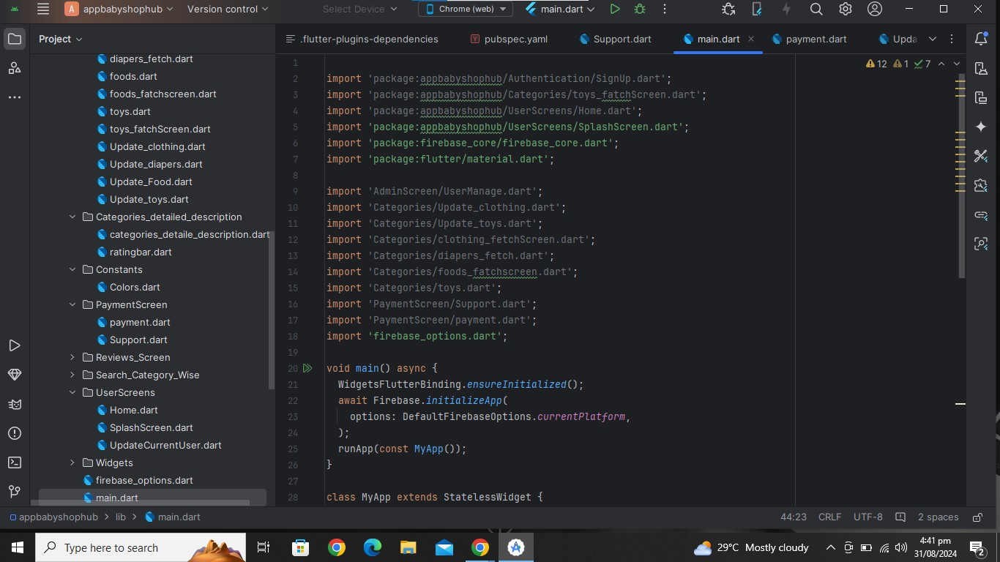 A appbabyshophub Version control Select Device Chrome (web) main.dart
Project
diapers_fetch.dart
foods.dart
foods_fatchscreen.dart
toys.dart
toys_fatchScreen.dart
Update_clothing.dart
Update_diapers.dart
Update_Food.dart
Update_toys.dart
Categories_detailed_description
categories_detaile_description.dart
ratingbar.dart
Constants
Colors.dart
PaymentScreen
payment.dart
Support.dart
Reviews_Screen
Search_Category_Wise
UserScreens
Home.dart
SplashScreen.dart
UpdateCurrentUser.dart
Widgets
firebase_options.dart
main.dart
.flutter-plugins-dependencies pubspec.yaml Support.dart main.dart payment.dart Upda
12 1 7
1
2 import 'package:appbabyshophub/Authentication/SignUp.dart';
3 import 'package:appbabyshophub/Categories/toys_fatchScreen.dart';
4 import 'package:appbabyshophub/UserScreens/Home.dart';
5 import 'package:appbabyshophub/UserScreens/SplashScreen.dart';
6 import 'package:firebase_core/firebase_core.dart';
7 import 'package:flutter/material.dart';
8
9 import 'AdminScreen/UserManage.dart';
10 import 'Categories/Update_clothing.dart';
11 import 'Categories/Update_toys.dart';
12 import 'Categories/clothing_fetchScreen.dart';
13 import 'Categories/diapers_fetch.dart';
14 import 'Categories/foods_fatchscreen.dart';
15 import 'Categories/toys.dart';
16 import 'PaymentScreen/Support.dart';
17 import 'PaymentScreen/payment.dart';
18 import 'firebase_options.dart';
19
20 void main() async {
21 WidgetsFlutterBinding.ensureInitialized();
22 await Firebase.initializeApp(
23 options: DefaultFirebaseOptions.currentPlatform,
24 );
25 runApp(const MyApp());
26 }
27
28 class MyApp extends StatelessWidget {
appbabyshophub > lib > main.dart 44:23 CRLF UTF-8 2 spaces
Type here to search 29°C Mostly cloudy 4:41 pm
31/08/2024 2